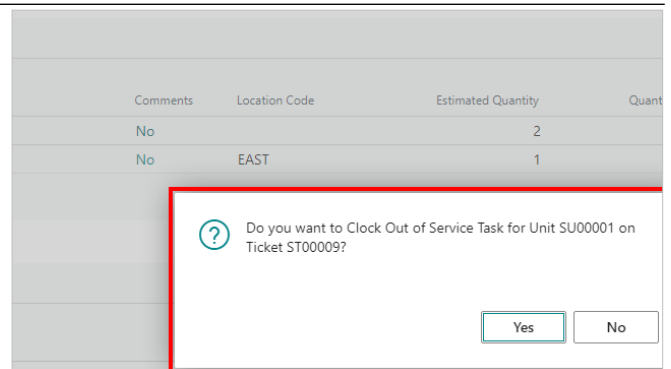 Comments Location Code Estimated Quantity Quant
No 2
No EAST 1
? Do you want to Clock Out of Service Task for Unit SU00001 on
Ticket ST00009?
Yes No